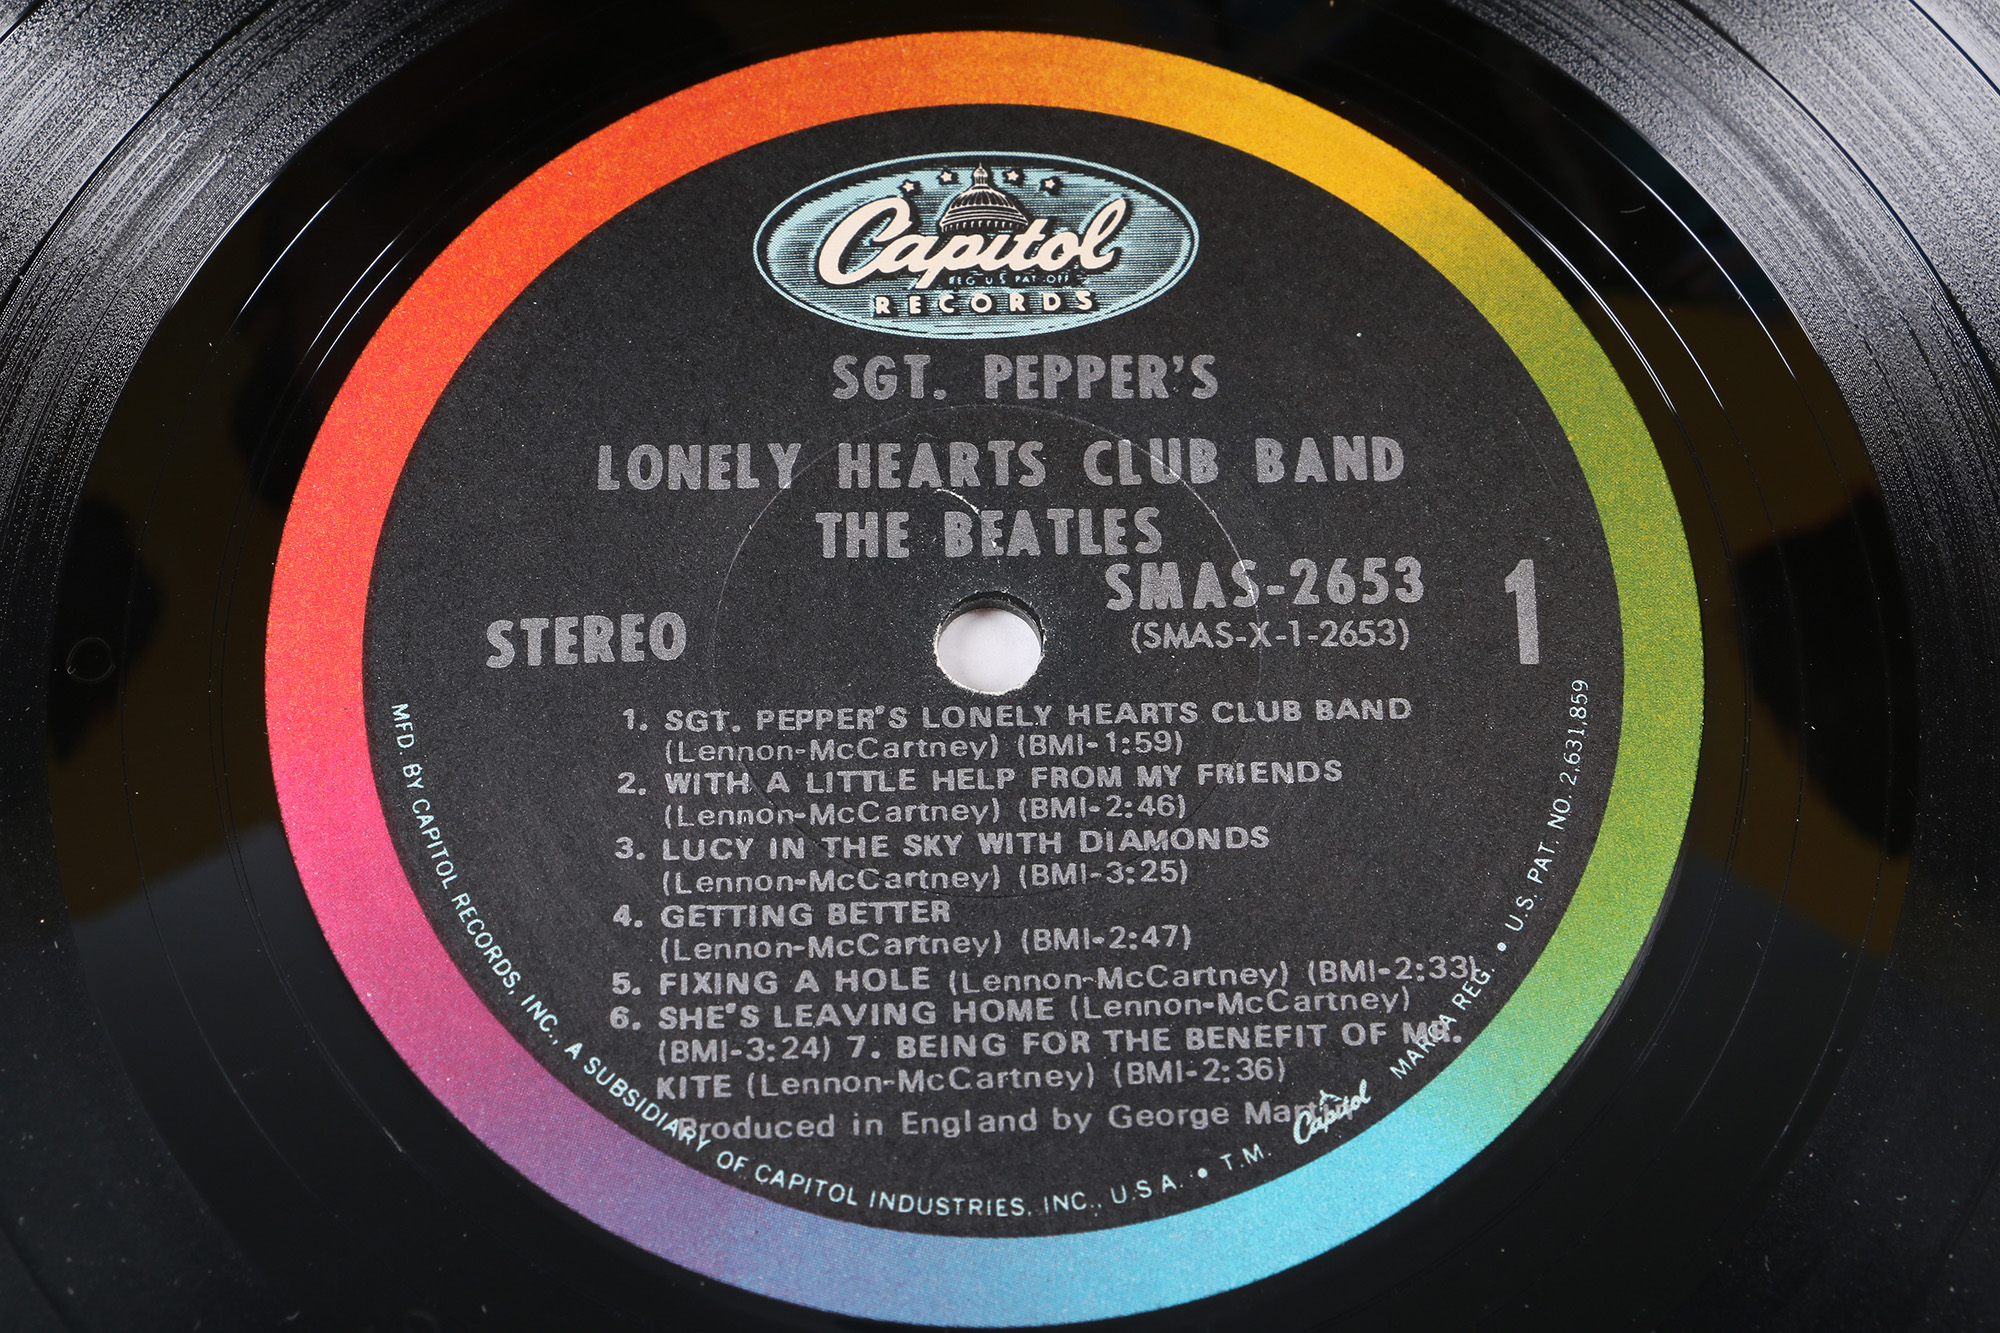 Capitol
REG US PAT OFF
RECORDS
SGT. PEPPER'S
LONELY HEARTS CLUB BAND
THE BEATLES
SMAS-2653
(SMAS-X-1-2653)
STEREO
1
1. SGT. PEPPER'S LONELY HEARTS CLUB BAND
(Lennon-McCartney) (BMI-1:59)
2. WITH A LITTLE HELP FROM MY FRIENDS
(Lennon-McCartney) (BMI-2:46)
3. LUCY IN THE SKY WITH DIAMONDS
(Lennon-McCartney) (BMI-3:25)
4. GETTING BETTER
(Lennon-McCartney) (BMI-2:47)
5. FIXING A HOLE (Lennon-McCartney) (BMI-2:33)
6. SHE'S LEAVING HOME (Lennon-McCartney)
(BMI-3:24) 7. BEING FOR THE BENEFIT OF MR.
KITE (Lennon-McCartney) (BMI-2:36)
Produced in England by George Martin
MFD BY CAPITOL RECORDS, INC., A SUBSIDIARY OF CAPITOL INDUSTRIES, INC., U.S.A. • T.M. Capitol MARCA REG. • U.S. PAT. NO. 2,631,859